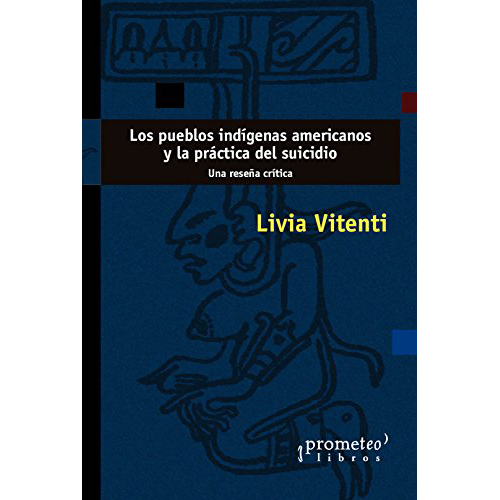 Los pueblos indígenas americanos
y la práctica del suicidio
Una reseña crítica
Livia Vitenti
prometeo
libros